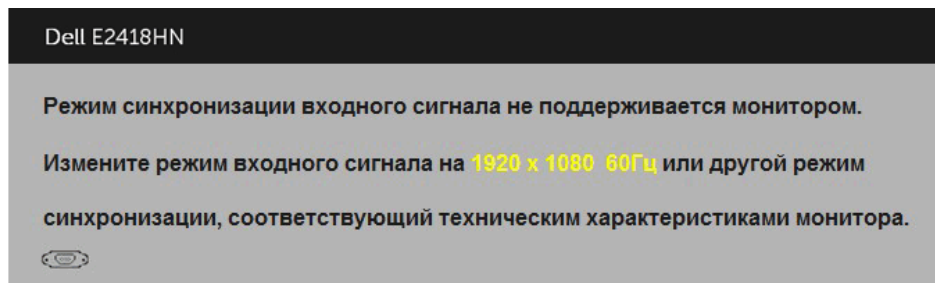 Dell E2418HN
Режим синхронизации входного сигнала не поддерживается монитором.
Измените режим входного сигнала на 1920 x 1080 60Гц или другой режим
синхронизации, соответствующий техническим характеристиками монитора.